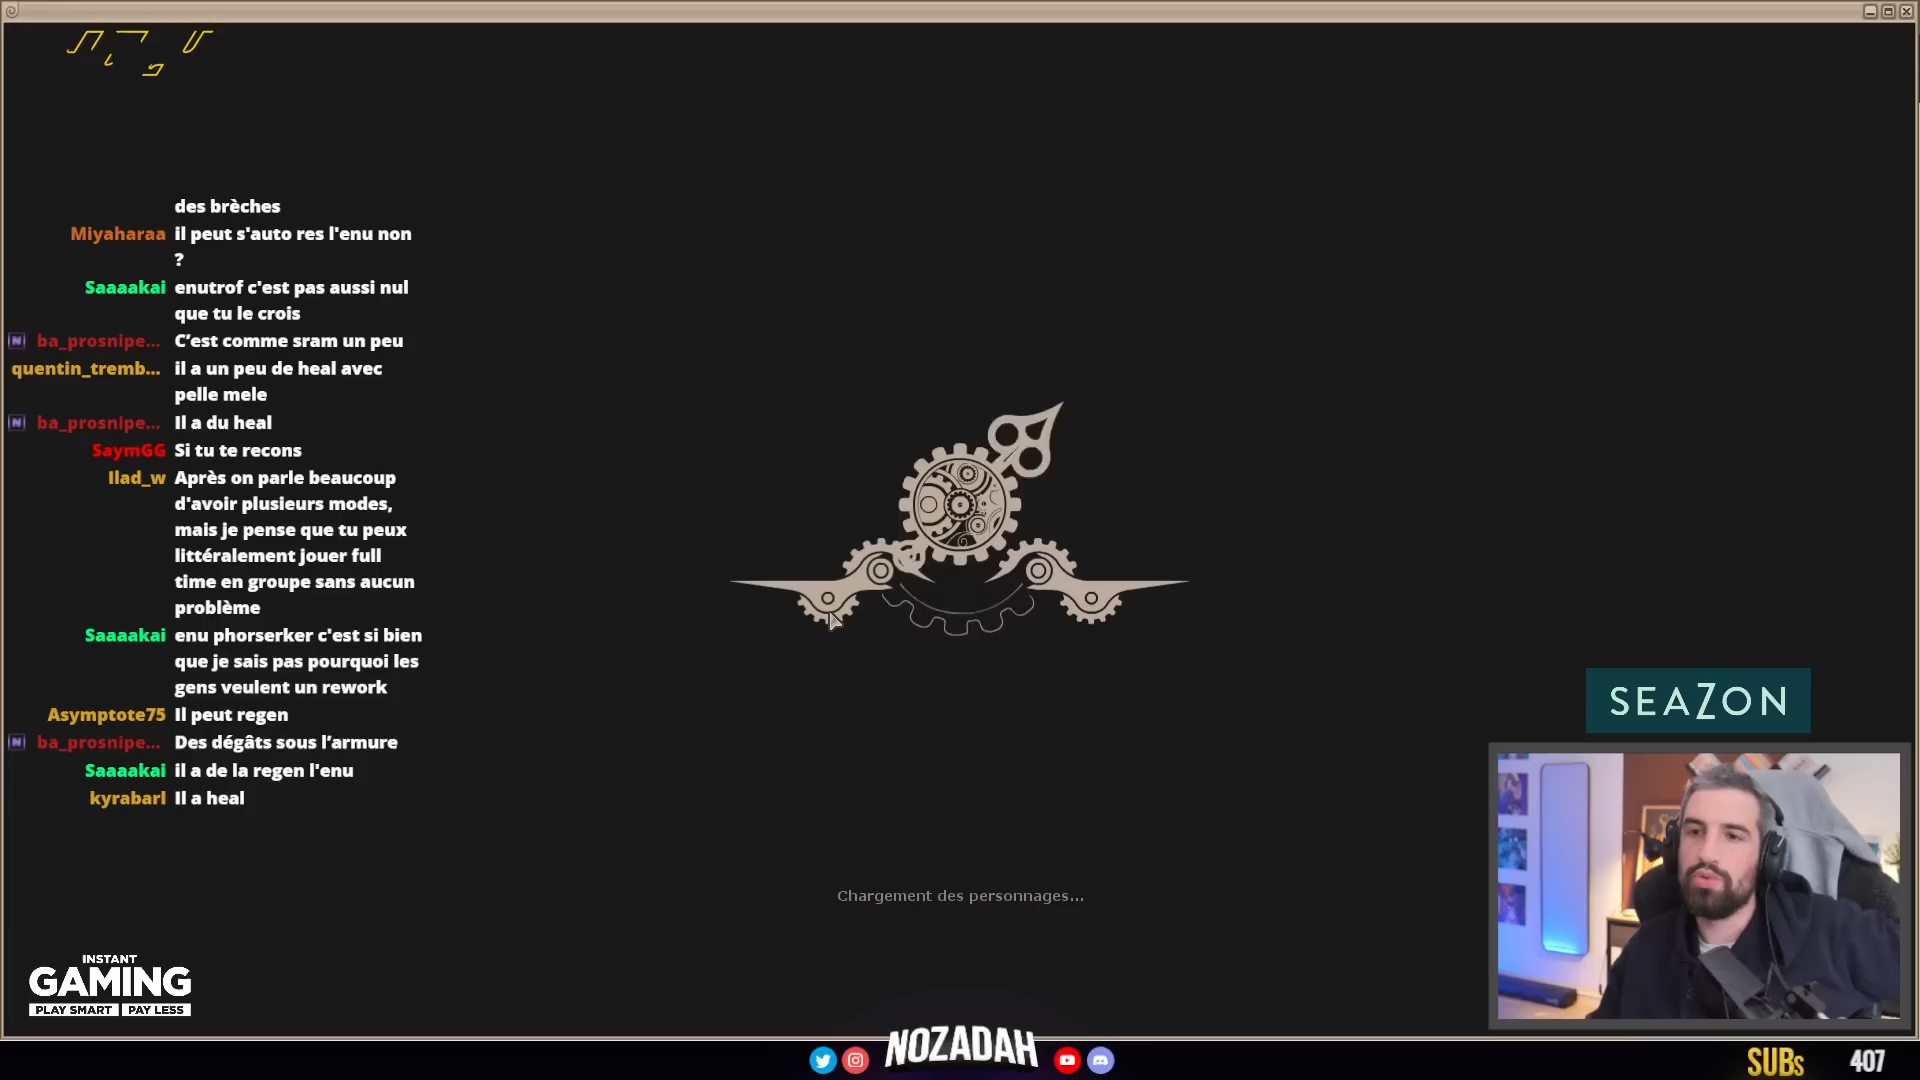 des brèches
Miyaharaa il peut s'auto res l'enu non
?
Saaaakai enutrof c'est pas aussi nul
que tu le crois
ba_prosnipe... C’est comme sram un peu
quentin_tremb... il a un peu de heal avec
pelle mele
ba_prosnipe... Il a du heal
SaymGG Si tu te recons
Ilad_w Après on parle beaucoup
d'avoir plusieurs modes,
mais je pense que tu peux
littéralement jouer full
time en groupe sans aucun
problème
Saaaakai enu phorserker c'est si bien
que je sais pas pourquoi les
gens veulent un rework
Asymptote75 Il peut regen
ba_prosnipe... Des dégâts sous l’armure
Saaaakai il a de la regen l'enu
kyrabarl Il a heal
SEAZON
Chargement des personnages...
INSTANT
GAMING
PLAY SMART PAY LESS
NOZADAH
SUBs 407